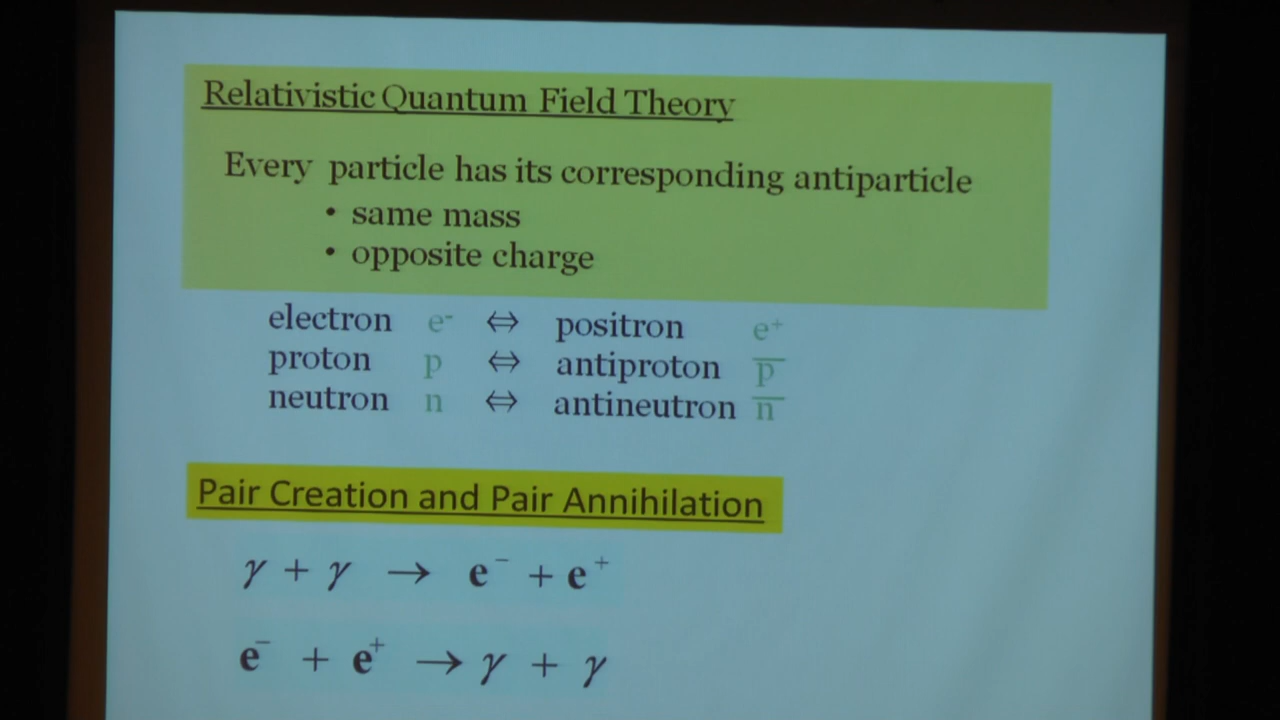 Relativistic Quantum Field Theory
Every particle has its corresponding antiparticle
• same mass
• opposite charge
electron e⁻ ⇔ positron e⁺
proton p ⇔ antiproton p̅
neutron n ⇔ antineutron n̅
Pair Creation and Pair Annihilation
γ + γ → e⁻ + e⁺
e⁻ + e⁺ → γ + γ